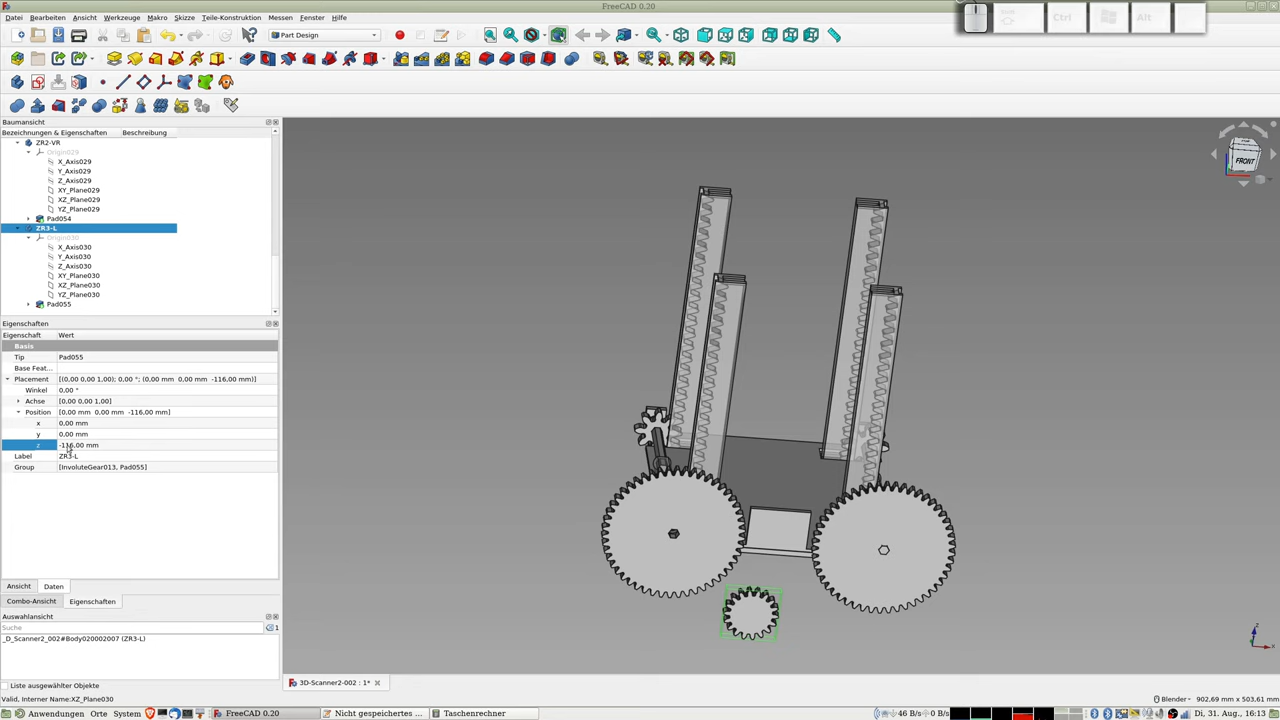 FreeCAD 0.20
Datei Bearbeiten Ansicht Werkzeuge Makro Skizze Teile-Konstruktion Messen Fenster Hilfe
Ctrl Alt
Part Design
Baumansicht
Bezeichnungen & Eigenschaften Beschreibung
ZR2-VR
Origin029
X_Axis029
Y_Axis029
Z_Axis029
XY_Plane029
XZ_Plane029
YZ_Plane029
Pad054
ZR3-L
Origin030
X_Axis030
Y_Axis030
Z_Axis030
XY_Plane030
XZ_Plane030
YZ_Plane030
Pad055
Eigenschaften
Eigenschaft Wert
Basis
Tip Pad055
Base Feat...
Placement [(0,00 0,00 1,00); 0,00 °; (0,00 mm 0,00 mm -116,00 mm)]
Winkel 0,00 °
Achse [0,00 0,00 1,00]
Position [0,00 mm 0,00 mm -116,00 mm]
x 0,00 mm
y 0,00 mm
z -116,00 mm
Label ZR3-L
Group [InvoluteGear013, Pad055]
FRONT
Ansicht Daten
Combo-Ansicht Eigenschaften
Auswahlansicht
Suche 1
_D_Scanner2_002#Body020002007 (ZR3-L)
Liste ausgewählter Objekte
3D-Scanner2-002 : 1*
Valid, Internal Name:XZ_Plane030
Blender 902,69 mm x 503,61 mm
Anwendungen Orte System FreeCAD 0.20 Nicht gespeichertes ... Taschenrechner 46 B/s 0 B/s Di, 31. Aug., 16:13